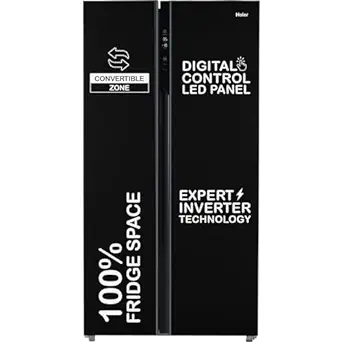 Haier
CONVERTIBLE
ZONE
DIGITAL
CONTROL
LED PANEL
EXPERT
INVERTER
TECHNOLOGY
100%
FRIDGE SPACE